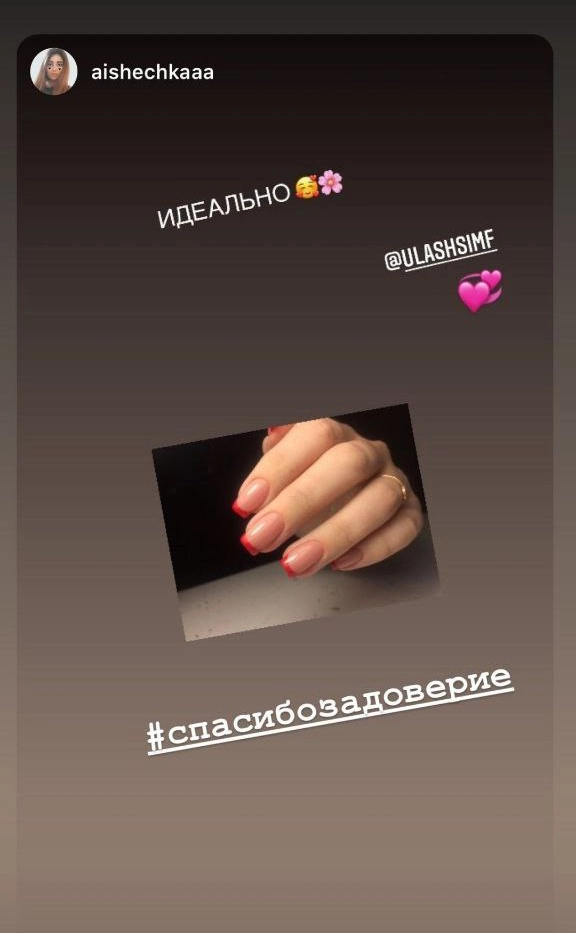 aishechkaaa
ИДЕАЛЬНО 🥰🌸
@ULASHSIMF
💞
#спасибозадоверие